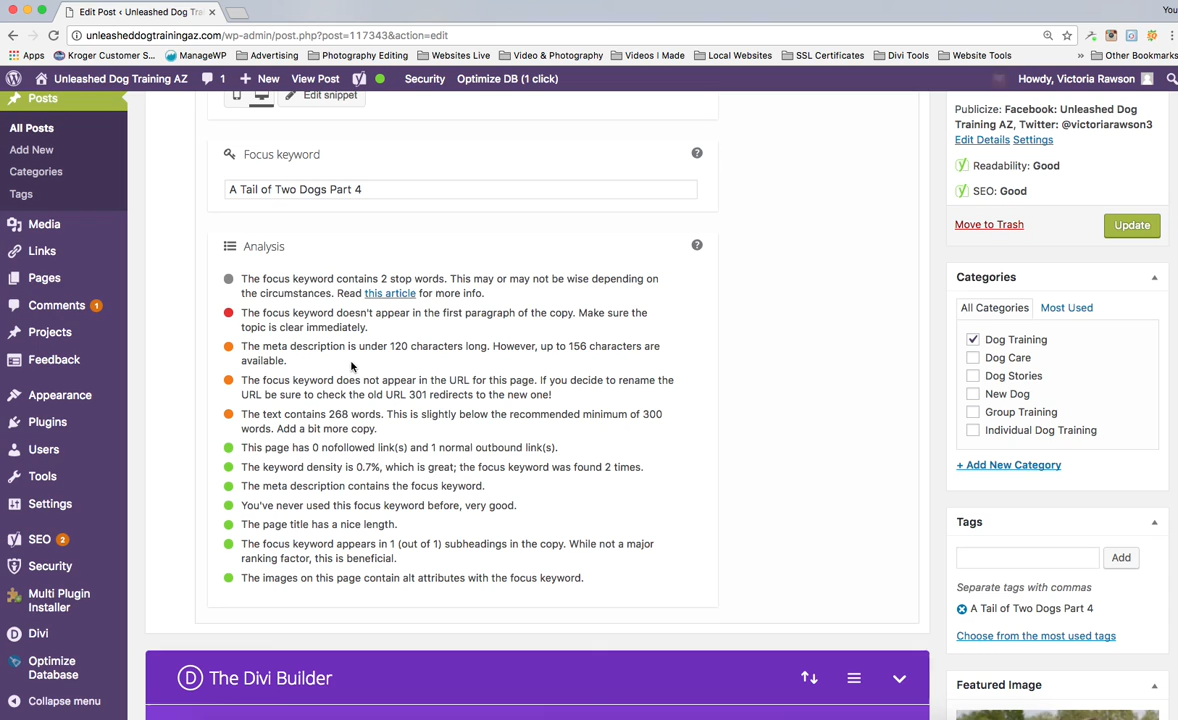 Edit Post ‹ Unleashed Dog Tra
You
unleasheddogtrainingaz.com/wp-admin/post.php?post=117343&action=edit
Apps Kroger Customer S... ManageWP Advertising Photography Editing Websites Live Video & Photography Videos I Made Local Websites SSL Certificates Divi Tools Website Tools » Other Bookmarks
Unleashed Dog Training AZ 1 + New View Post Security Optimize DB (1 click) Howdy, Victoria Rawson
Posts
All Posts
Add New
Categories
Tags
Media
Links
Pages
Comments 1
Projects
Feedback
Appearance
Plugins
Users
Tools
Settings
SEO 2
Security
Multi Plugin
Installer
Divi
Optimize
Database
Collapse menu
Edit snippet
Focus keyword ?
A Tail of Two Dogs Part 4
Analysis ?
The focus keyword contains 2 stop words. This may or may not be wise depending on
the circumstances. Read this article for more info.
The focus keyword doesn't appear in the first paragraph of the copy. Make sure the
topic is clear immediately.
The meta description is under 120 characters long. However, up to 156 characters are
available.
The focus keyword does not appear in the URL for this page. If you decide to rename the
URL be sure to check the old URL 301 redirects to the new one!
The text contains 268 words. This is slightly below the recommended minimum of 300
words. Add a bit more copy.
This page has 0 nofollowed link(s) and 1 normal outbound link(s).
The keyword density is 0.7%, which is great; the focus keyword was found 2 times.
The meta description contains the focus keyword.
You've never used this focus keyword before, very good.
The page title has a nice length.
The focus keyword appears in 1 (out of 1) subheadings in the copy. While not a major
ranking factor, this is beneficial.
The images on this page contain alt attributes with the focus keyword.
D The Divi Builder
Publicize: Facebook: Unleashed Dog
Training AZ, Twitter: @victoriarawson3
Edit Details Settings
Readability: Good
SEO: Good
Move to Trash Update
Categories
All Categories Most Used
Dog Training
Dog Care
Dog Stories
New Dog
Group Training
Individual Dog Training
+ Add New Category
Tags
Add
Separate tags with commas
A Tail of Two Dogs Part 4
Choose from the most used tags
Featured Image